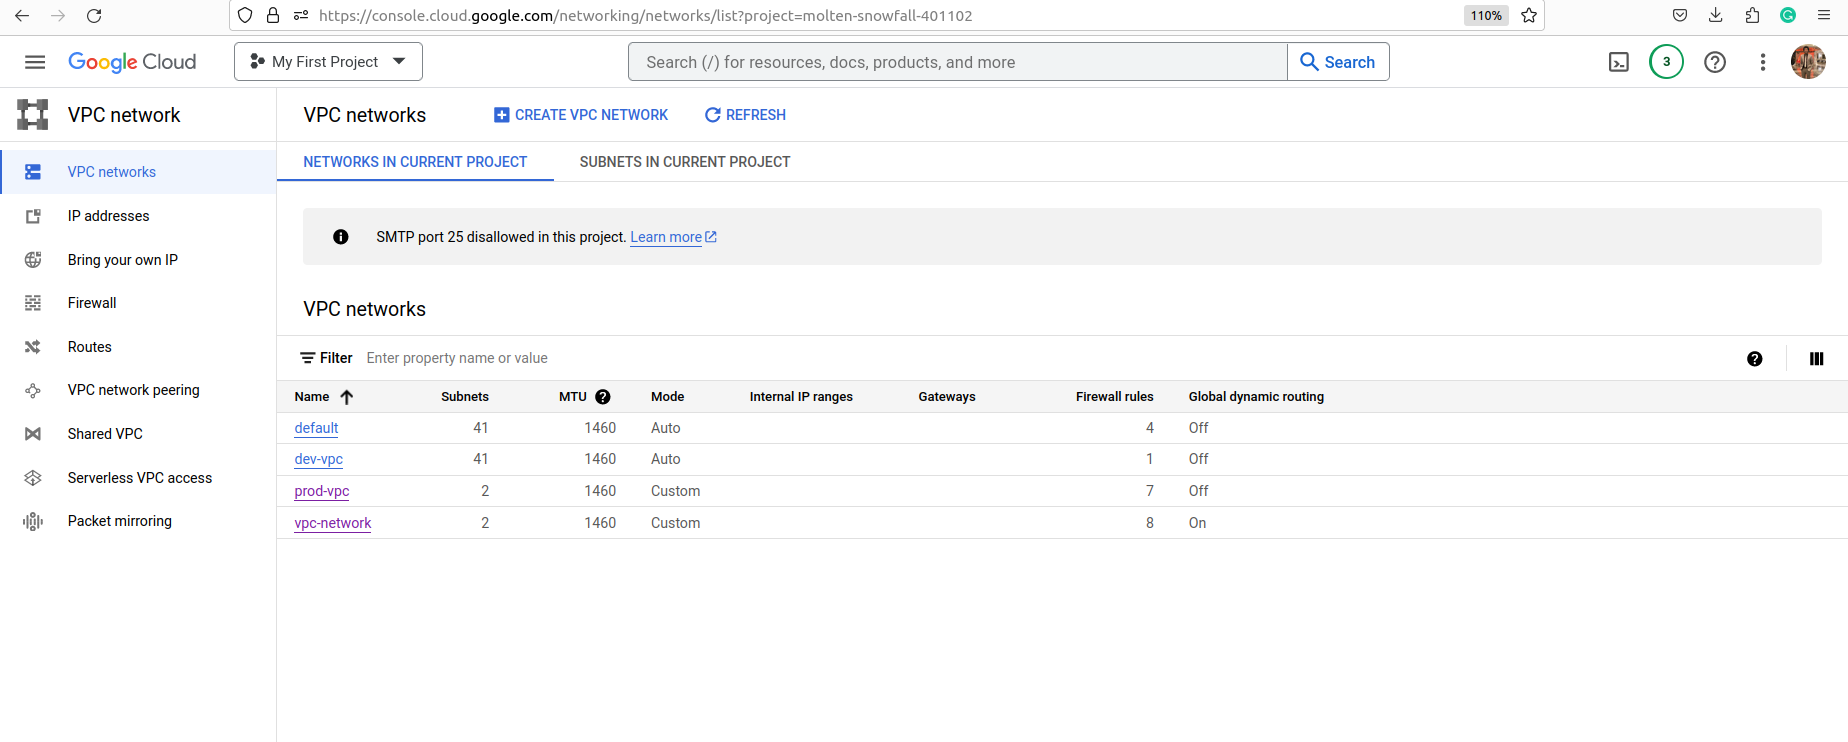 https://console.cloud.google.com/networking/networks/list?project=molten-snowfall-401102 110%
Google Cloud My First Project Search (/) for resources, docs, products, and more Search 3
VPC network
VPC networks
IP addresses
Bring your own IP
Firewall
Routes
VPC network peering
Shared VPC
Serverless VPC access
Packet mirroring
VPC networks CREATE VPC NETWORK REFRESH
NETWORKS IN CURRENT PROJECT SUBNETS IN CURRENT PROJECT
SMTP port 25 disallowed in this project. Learn more
VPC networks
Filter Enter property name or value
Name Subnets MTU Mode Internal IP ranges Gateways Firewall rules Global dynamic routing
default 41 1460 Auto 4 Off
dev-vpc 41 1460 Auto 1 Off
prod-vpc 2 1460 Custom 7 Off
vpc-network 2 1460 Custom 8 On